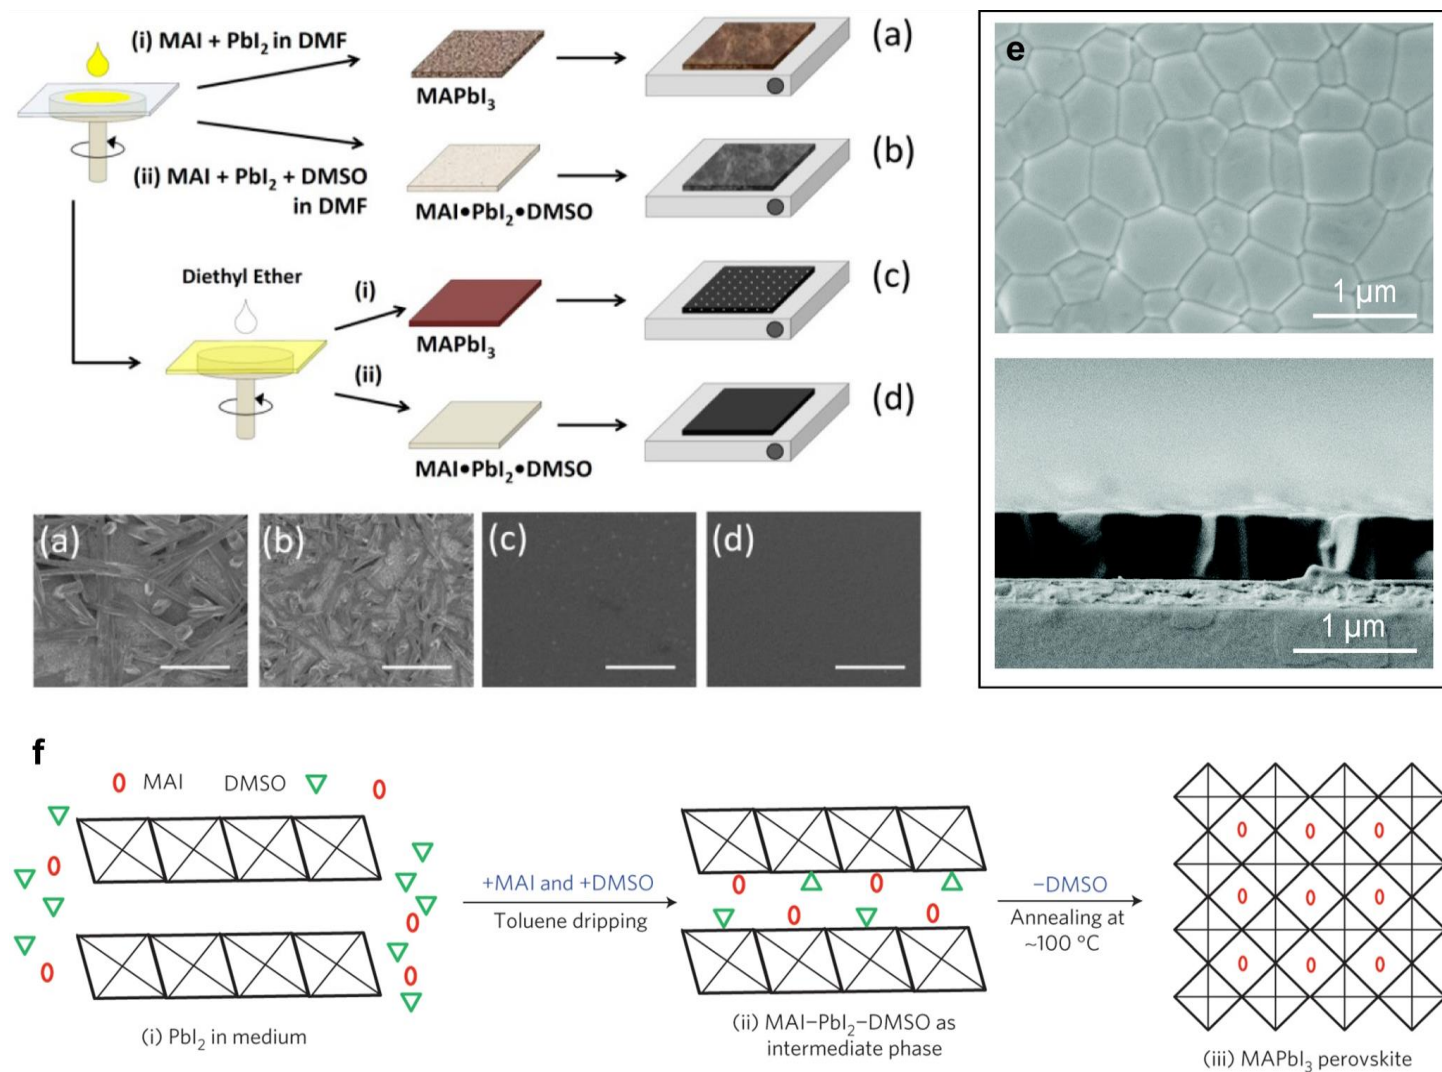 (i) MAI + PbI₂ in DMF
MAPbI₃
(a)
(ii) MAI + PbI₂ + DMSO
in DMF
MAI•PbI₂•DMSO
(b)
Diethyl Ether
(i)
MAPbI₃
(c)
(ii)
MAI•PbI₂•DMSO
(d)
(a)
(b)
(c)
(d)
e
1 µm
1 µm
f
MAI
DMSO
(i) PbI₂ in medium
+MAI and +DMSO
Toluene dripping
(ii) MAI–PbI₂–DMSO as
intermediate phase
–DMSO
Annealing at
~100 °C
(iii) MAPbI₃ perovskite